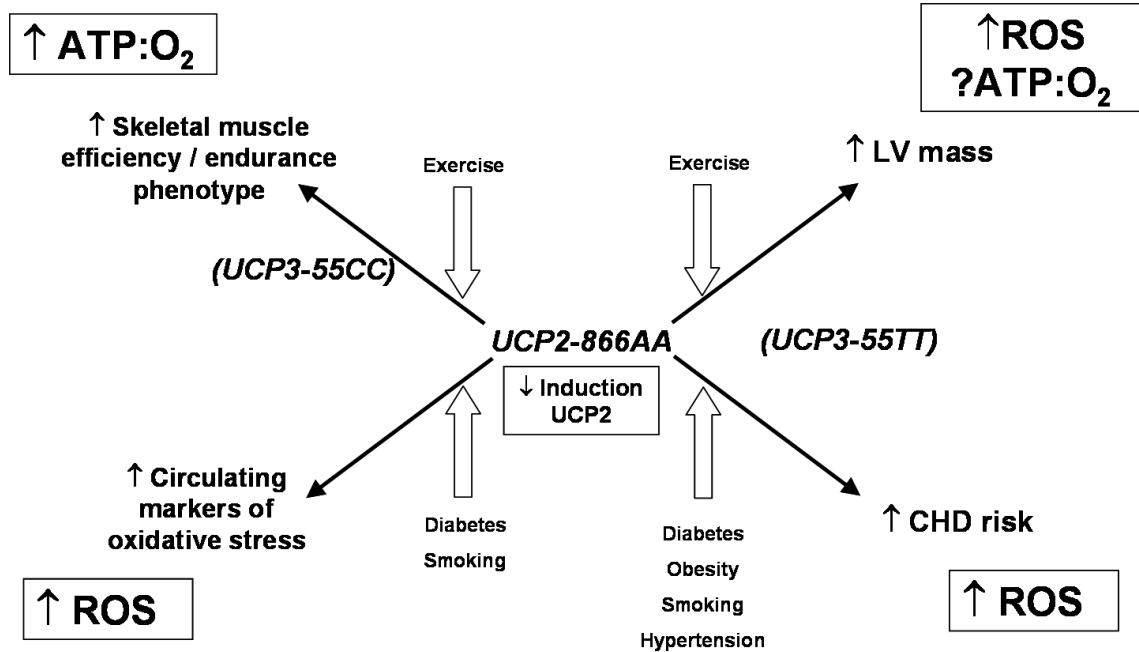 ↑ ATP:O₂
↑ROS
?ATP:O₂
↑ Skeletal muscle
efficiency / endurance
phenotype
Exercise
Exercise
↑ LV mass
(UCP3-55CC)
UCP2-866AA
(UCP3-55TT)
↓ Induction
UCP2
↑ Circulating
markers of
oxidative stress
Diabetes
Smoking
Diabetes
Obesity
Smoking
Hypertension
↑ CHD risk
↑ ROS
↑ ROS